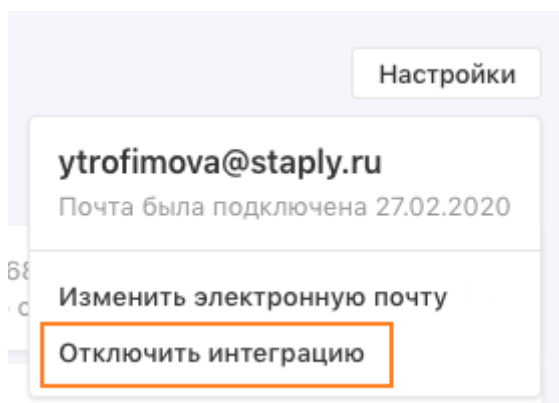 Настройки
ytrofimova@staply.ru
Почта была подключена 27.02.2020
Изменить электронную почту
Отключить интеграцию